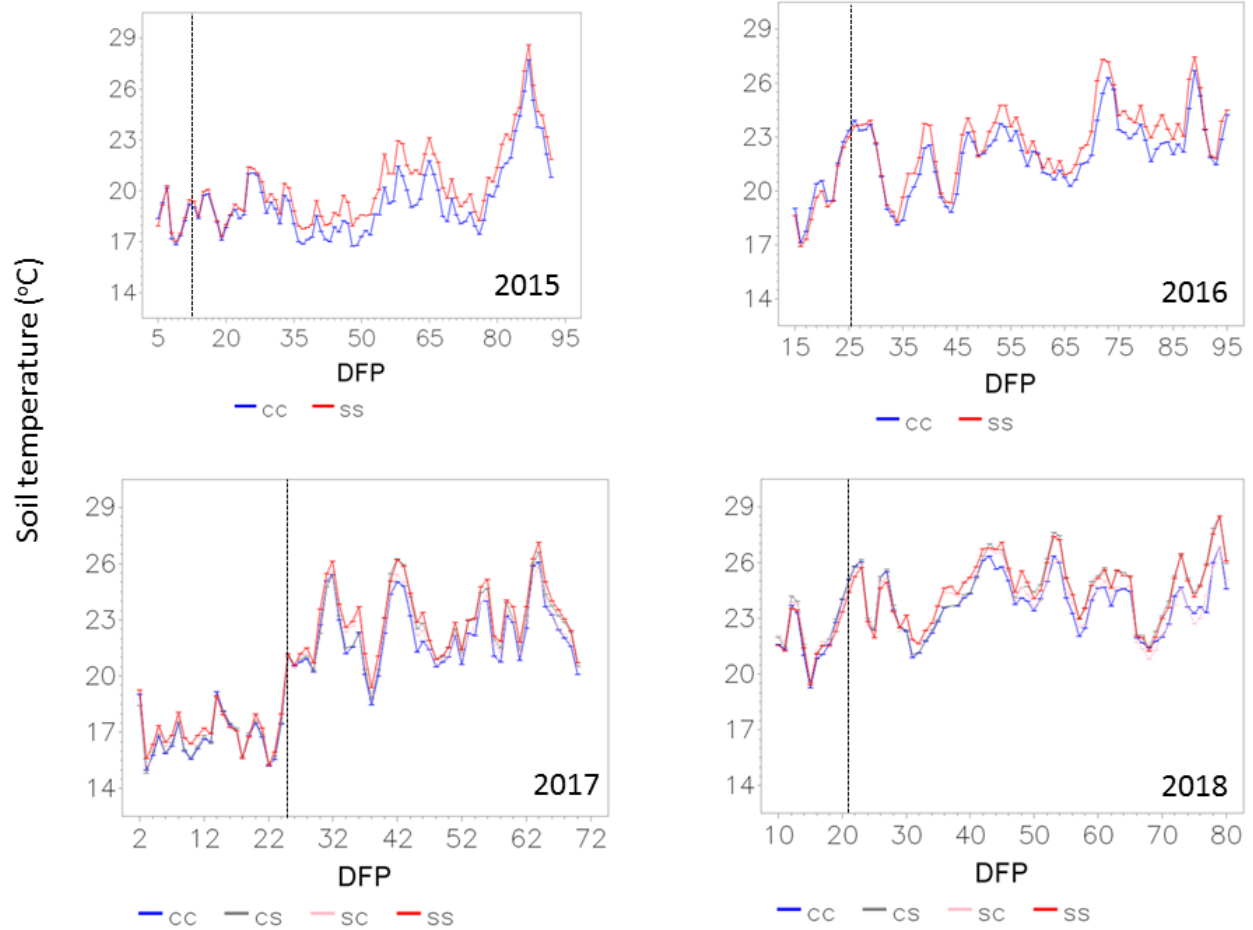 Soil temperature (ºC)
29
26
23
20
17
14
2015
5 20 35 50 65 80 95
DFP
CC SS
29
26
23
20
17
14
2016
15 25 35 45 55 65 75 85 95
DFP
CC SS
29
26
23
20
17
14
2017
2 12 22 32 42 52 62 72
DFP
CC CS SC SS
29
26
23
20
17
14
2018
10 20 30 40 50 60 70 80
DFP
CC CS SC SS